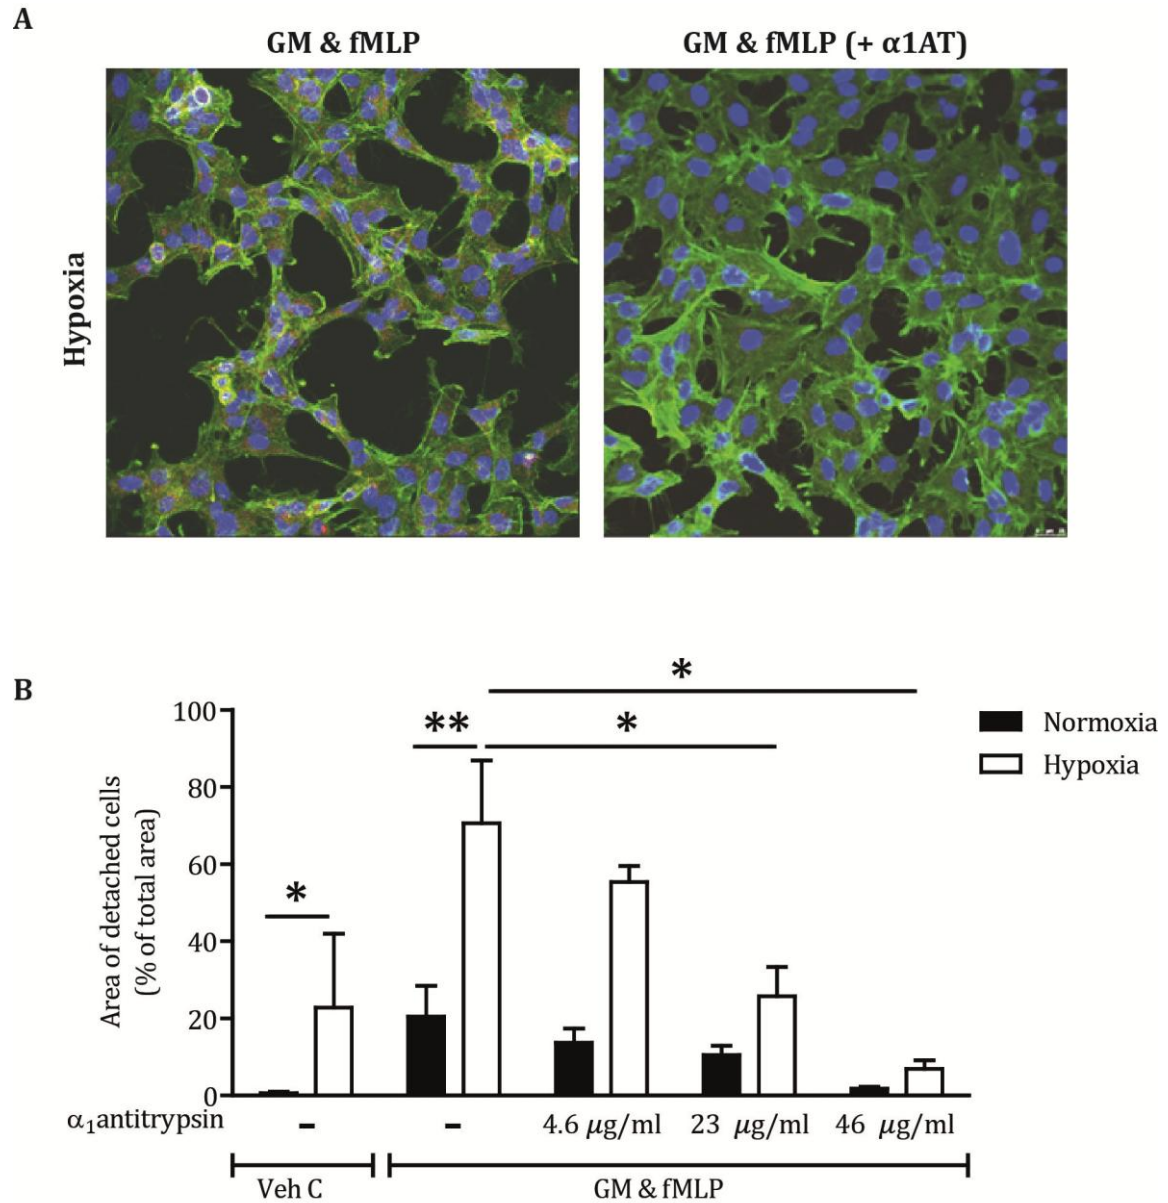 A
GM & fMLP
GM & fMLP (+ α1AT)
Hypoxia
B
Area of detached cells
(% of total area)
100
80
60
40
20
0
*
**
*
*
Normoxia
Hypoxia
α₁antitrypsin - - 4.6 µg/ml 23 µg/ml 46 µg/ml
Veh C GM & fMLP